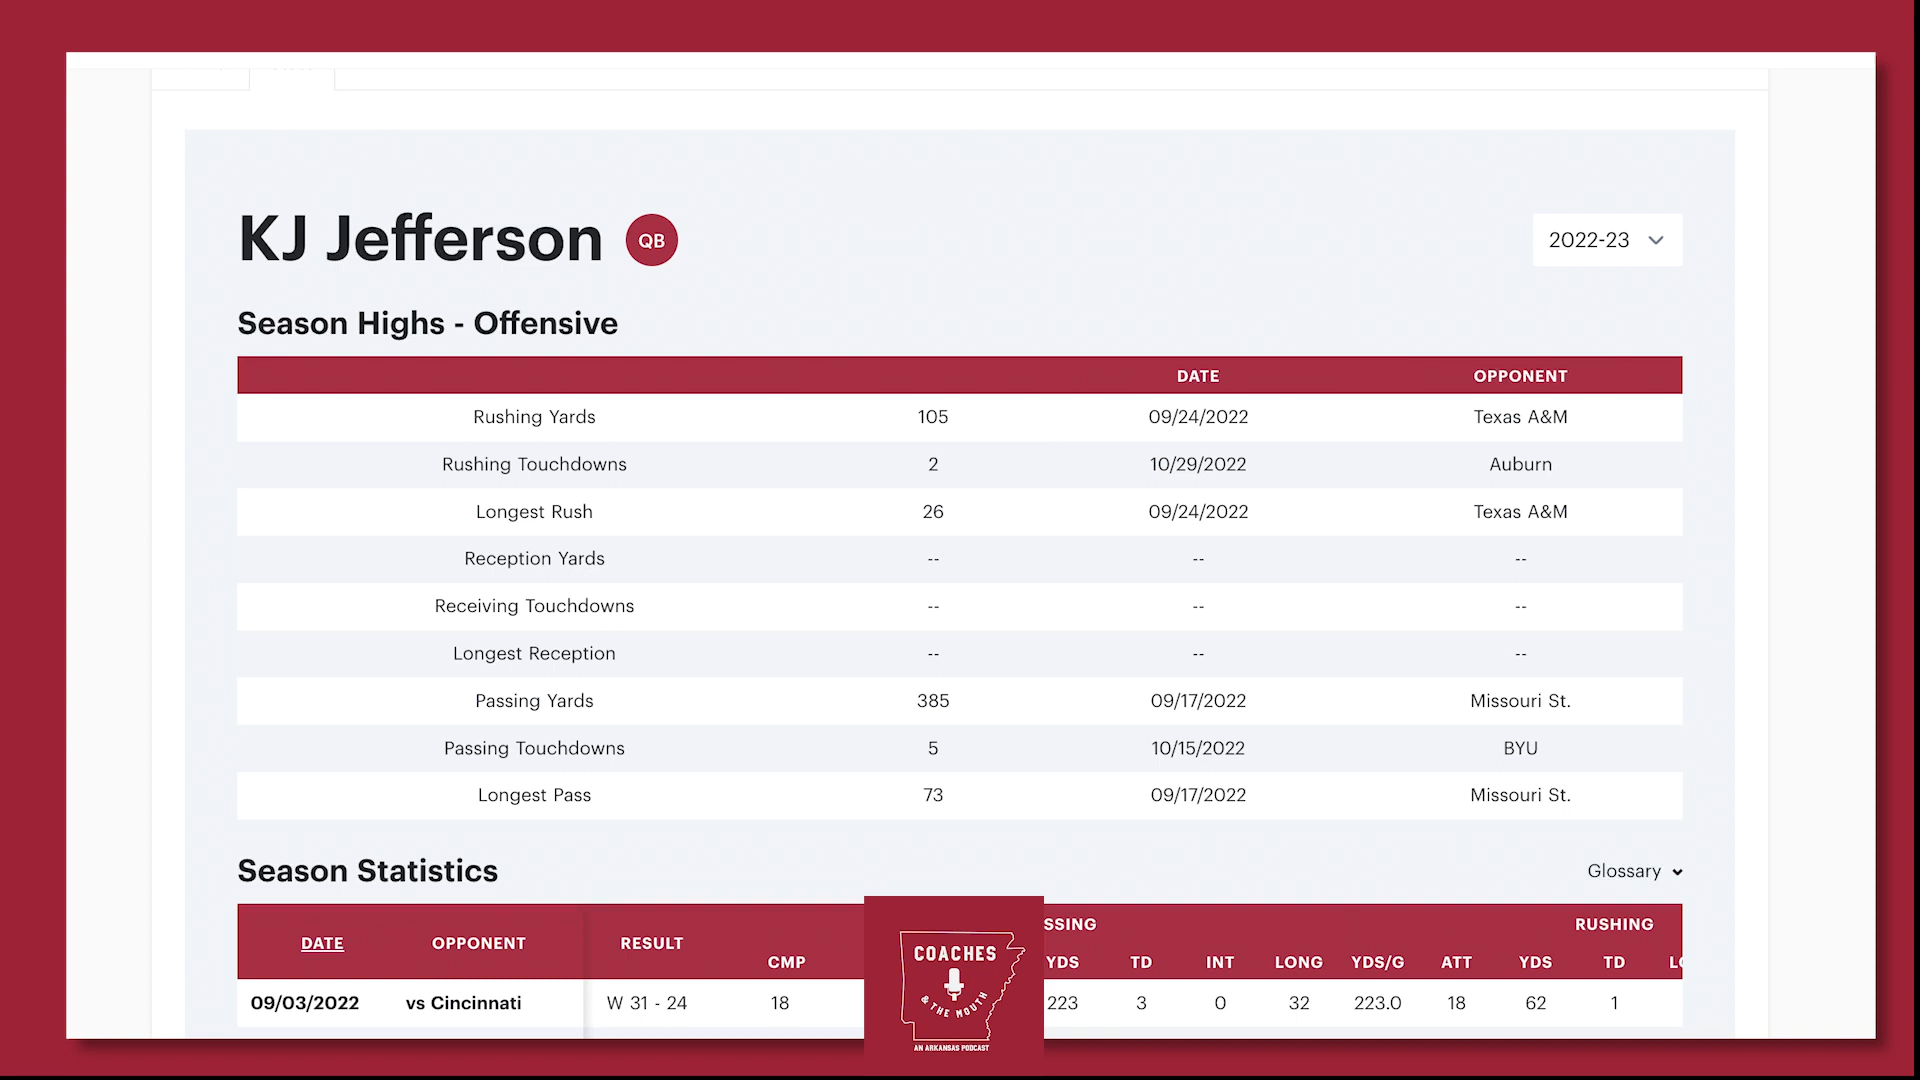 KJ Jefferson QB
2022-23
Season Highs - Offensive
DATE OPPONENT
Rushing Yards 105 09/24/2022 Texas A&M
Rushing Touchdowns 2 10/29/2022 Auburn
Longest Rush 26 09/24/2022 Texas A&M
Reception Yards -- -- --
Receiving Touchdowns -- -- --
Longest Reception -- -- --
Passing Yards 385 09/17/2022 Missouri St.
Passing Touchdowns 5 10/15/2022 BYU
Longest Pass 73 09/17/2022 Missouri St.
Season Statistics Glossary
SSING RUSHING
DATE OPPONENT RESULT
CMP YDS TD INT LONG YDS/G ATT YDS TD
09/03/2022 vs Cincinnati W 31 - 24 18 223 3 0 32 223.0 18 62 1
COACHES
& THE MOUTH
AN ARKANSAS PODCAST